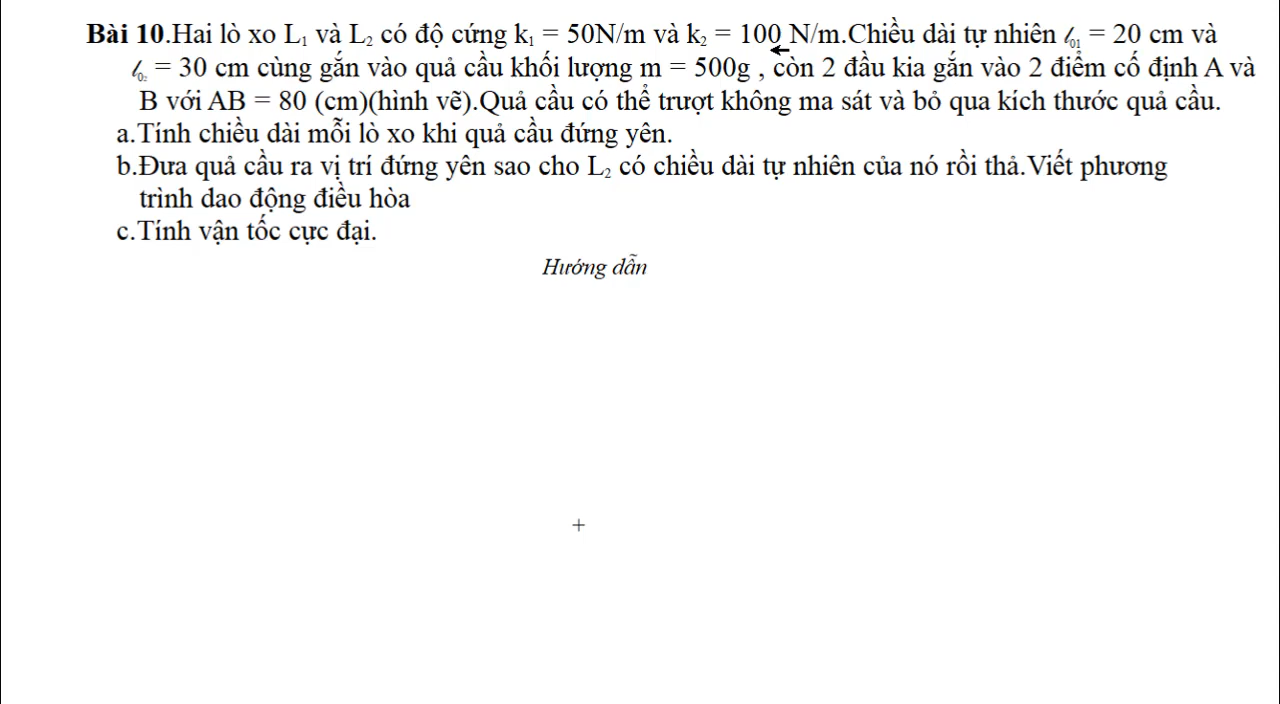 Bài 10.Hai lò xo L₁ và L₂ có độ cứng k₁ = 50N/m và k₂ = 100 N/m.Chiều dài tự nhiên ℓ₀₁ = 20 cm và
ℓ₀₂ = 30 cm cùng gắn vào quả cầu khối lượng m = 500g , còn 2 đầu kia gắn vào 2 điểm cố định A và
B với AB = 80 (cm)(hình vẽ).Quả cầu có thể trượt không ma sát và bỏ qua kích thước quả cầu.
a.Tính chiều dài mỗi lò xo khi quả cầu đứng yên.
b.Đưa quả cầu ra vị trí đứng yên sao cho L₂ có chiều dài tự nhiên của nó rồi thả.Viết phương
trình dao động điều hòa
c.Tính vận tốc cực đại.
Hướng dẫn